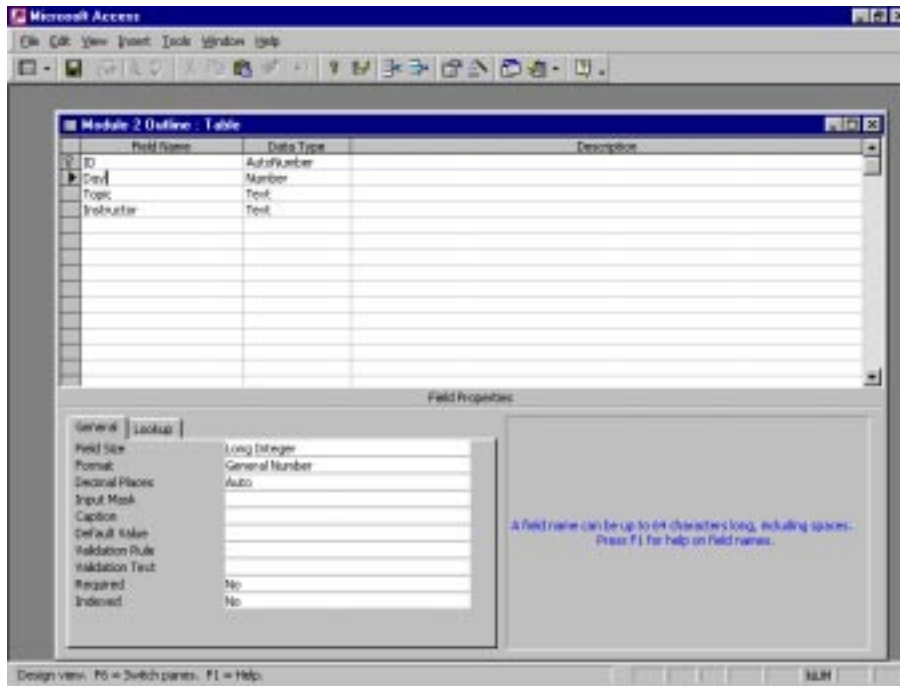 Microsoft Access
File Edit View Insert Tools Window Help
Module 2 Outline : Table
Field Name Data Type Description
ID AutoNumber
Day Number
Topic Text
Instructor Text
Field Properties
General Lookup
Field Size Long Integer
Format General Number
Decimal Places Auto
Input Mask
Caption
Default Value
Validation Rule
Validation Text
Required No
Indexed No
A field name can be up to 64 characters long, including spaces.
Press F1 for help on field names.
Design view. F6 = Switch panes. F1 = Help.
NUM